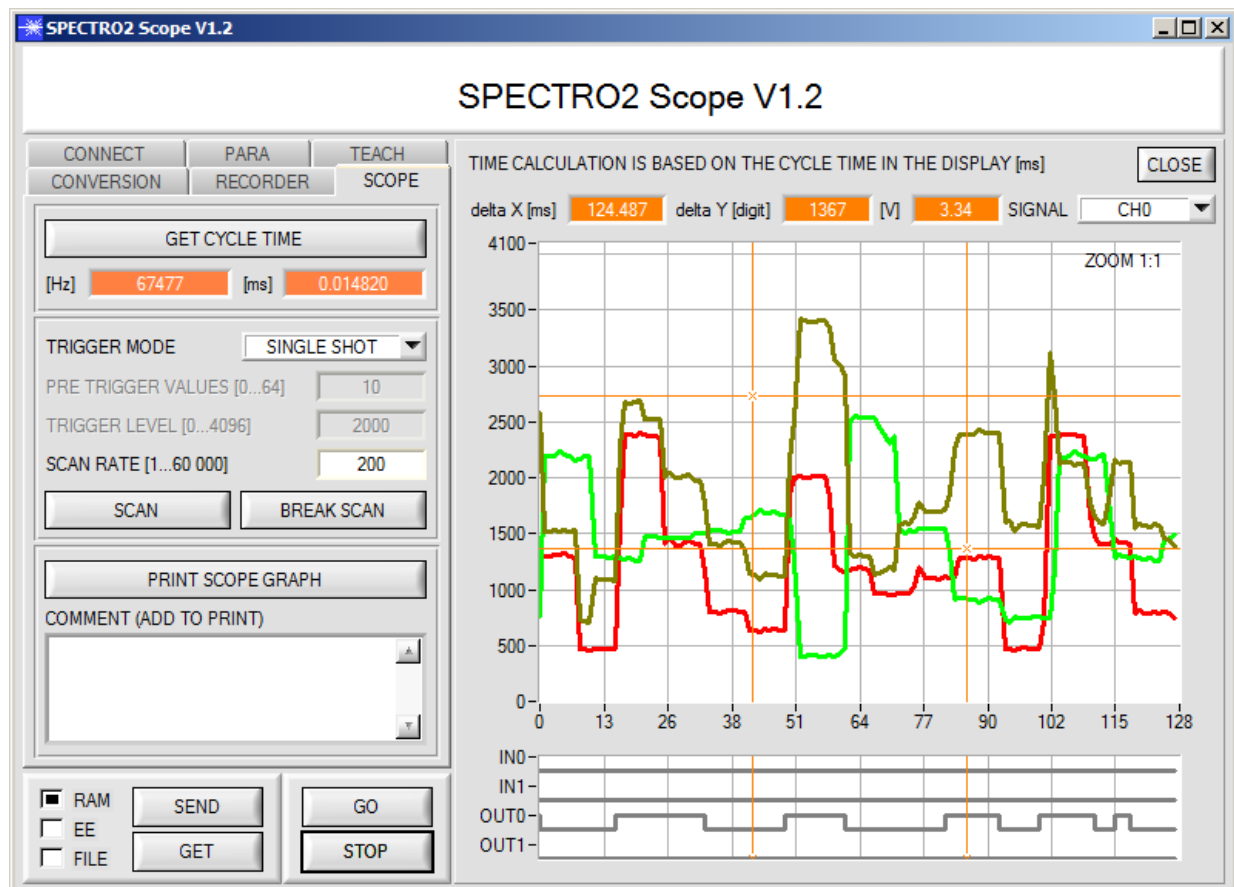 SPECTRO2 Scope V1.2
SPECTRO2 Scope V1.2
CONNECT PARA TEACH
CONVERSION RECORDER SCOPE
GET CYCLE TIME
[Hz] 67477 [ms] 0.014820
TRIGGER MODE SINGLE SHOT
PRE TRIGGER VALUES [0...64] 10
TRIGGER LEVEL [0...4096] 2000
SCAN RATE [1...60 000] 200
SCAN BREAK SCAN
PRINT SCOPE GRAPH
COMMENT (ADD TO PRINT)
RAM
EE
FILE
SEND
GET
GO
STOP
TIME CALCULATION IS BASED ON THE CYCLE TIME IN THE DISPLAY [ms] CLOSE
delta X [ms] 124.487 delta Y [digit] 1367 [V] 3.34 SIGNAL CH0
ZOOM 1:1
4100
3500
3000
2500
2000
1500
1000
500
0
0 13 26 38 51 64 77 90 102 115 128
IN0
IN1
OUT0
OUT1